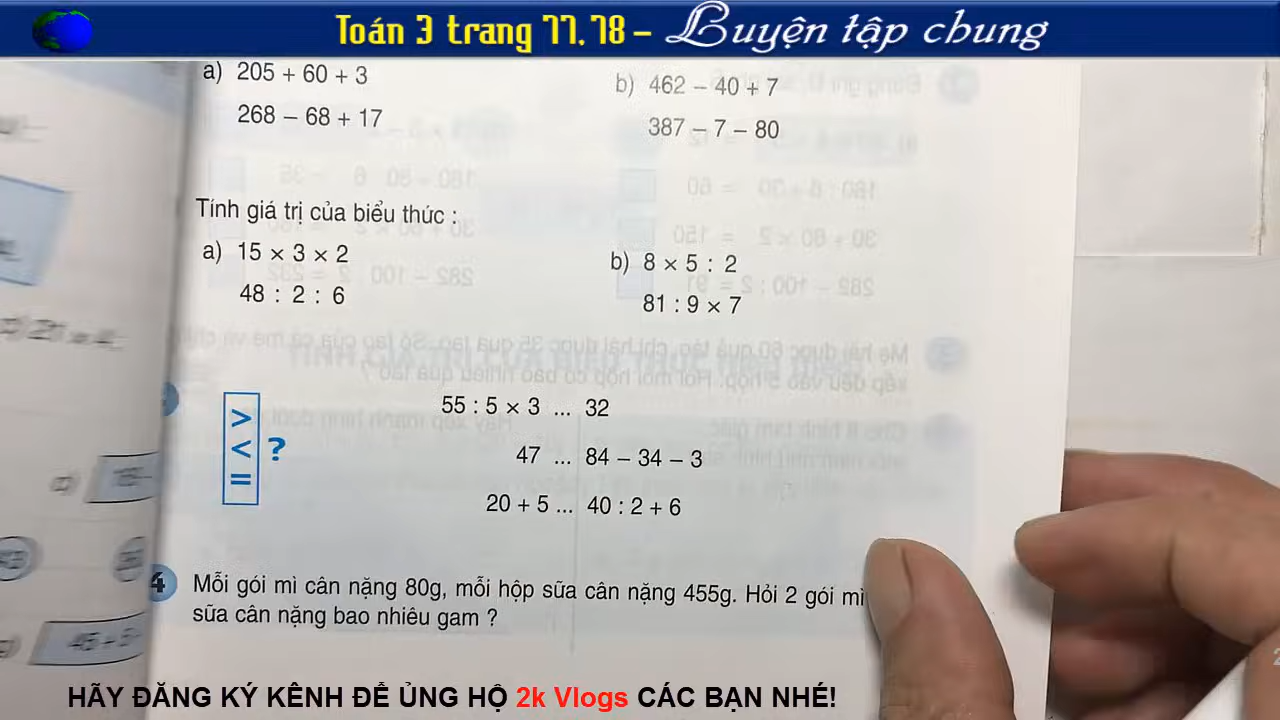 Toán 3 trang 77, 78 – Luyện tập chung
a) 205 + 60 + 3
268 – 68 + 17
b) 462 – 40 + 7
387 – 7 – 80
Tính giá trị của biểu thức :
a) 15 × 3 × 2
48 : 2 : 6
b) 8 × 5 : 2
81 : 9 × 7
>
<
=
?
55 : 5 × 3 ... 32
47 ... 84 – 34 – 3
20 + 5 ... 40 : 2 + 6
4 Mỗi gói mì cân nặng 80g, mỗi hộp sữa cân nặng 455g. Hỏi 2 gói mì
sữa cân nặng bao nhiêu gam ?
45 + 5
HÃY ĐĂNG KÝ KÊNH ĐỂ ỦNG HỘ 2k Vlogs CÁC BẠN NHÉ!